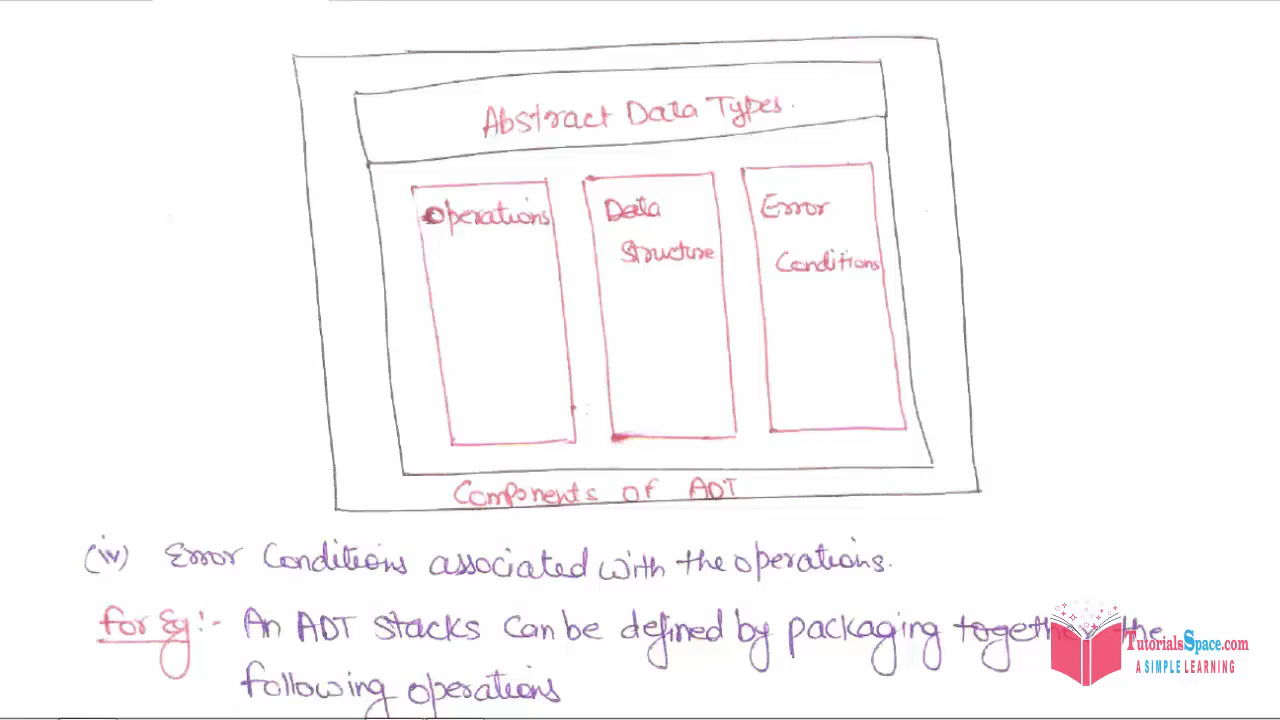 Abstract Data Types.
Operations
Data
Structure
Error
Conditions
Components of ADT
(iv) Error Conditions associated with the operations.
for Eg:- An ADT stacks can be defined by packaging together the
following operations
TutorialsSpace.com
A SIMPLE LEARNING